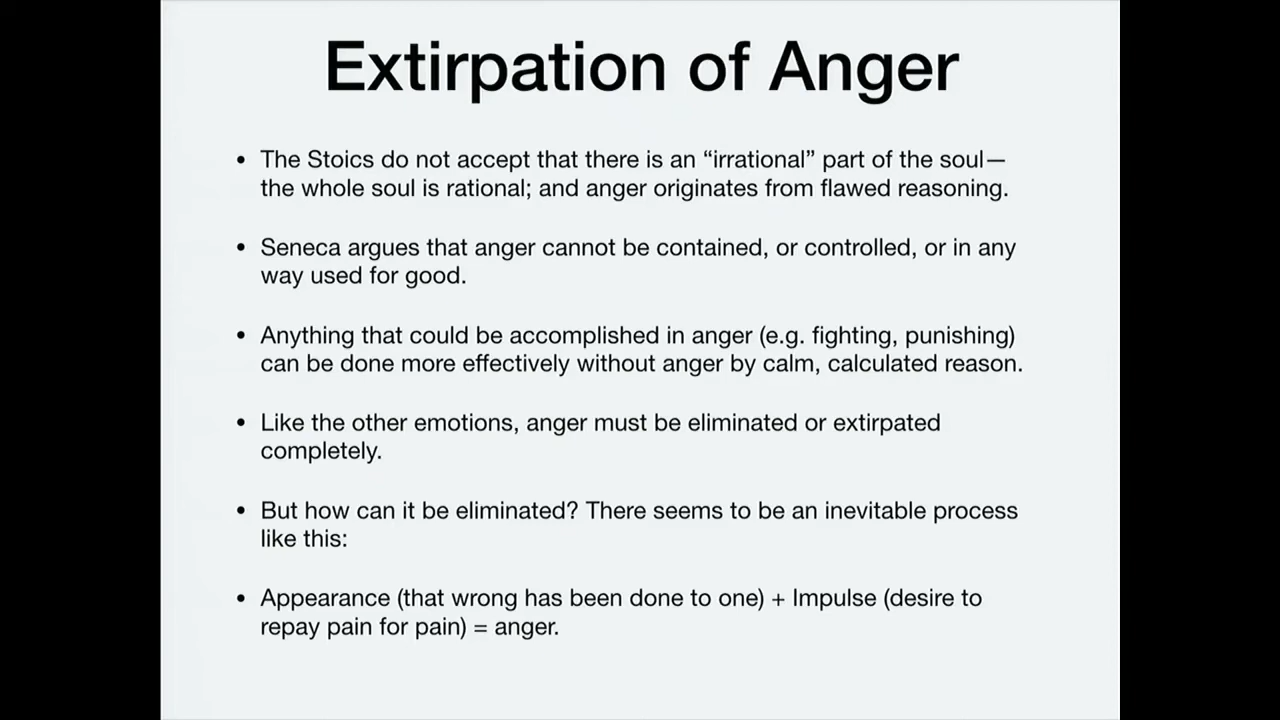 Extirpation of Anger
• The Stoics do not accept that there is an “irrational” part of the soul—
the whole soul is rational; and anger originates from flawed reasoning.
• Seneca argues that anger cannot be contained, or controlled, or in any
way used for good.
• Anything that could be accomplished in anger (e.g. fighting, punishing)
can be done more effectively without anger by calm, calculated reason.
• Like the other emotions, anger must be eliminated or extirpated
completely.
• But how can it be eliminated? There seems to be an inevitable process
like this:
• Appearance (that wrong has been done to one) + Impulse (desire to
repay pain for pain) = anger.